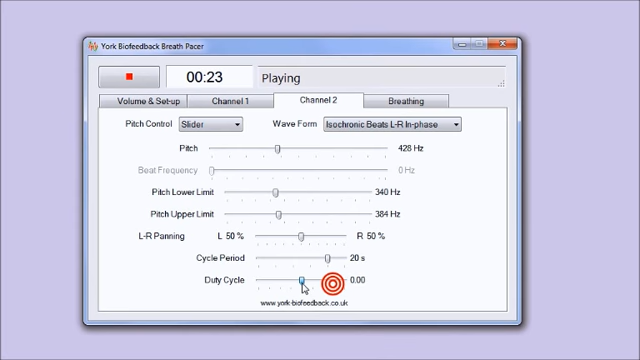 York Biofeedback Breath Pacer
00:23
Playing
Volume & Set-up
Channel 1
Channel 2
Breathing
Pitch Control
Slider
Wave Form
Isochronic Beats L-R In-phase
Pitch
428 Hz
Beat Frequency
0 Hz
Pitch Lower Limit
340 Hz
Pitch Upper Limit
384 Hz
L-R Panning
L 50 %
R 50 %
Cycle Period
20 s
Duty Cycle
0.00
www.york-biofeedback.co.uk